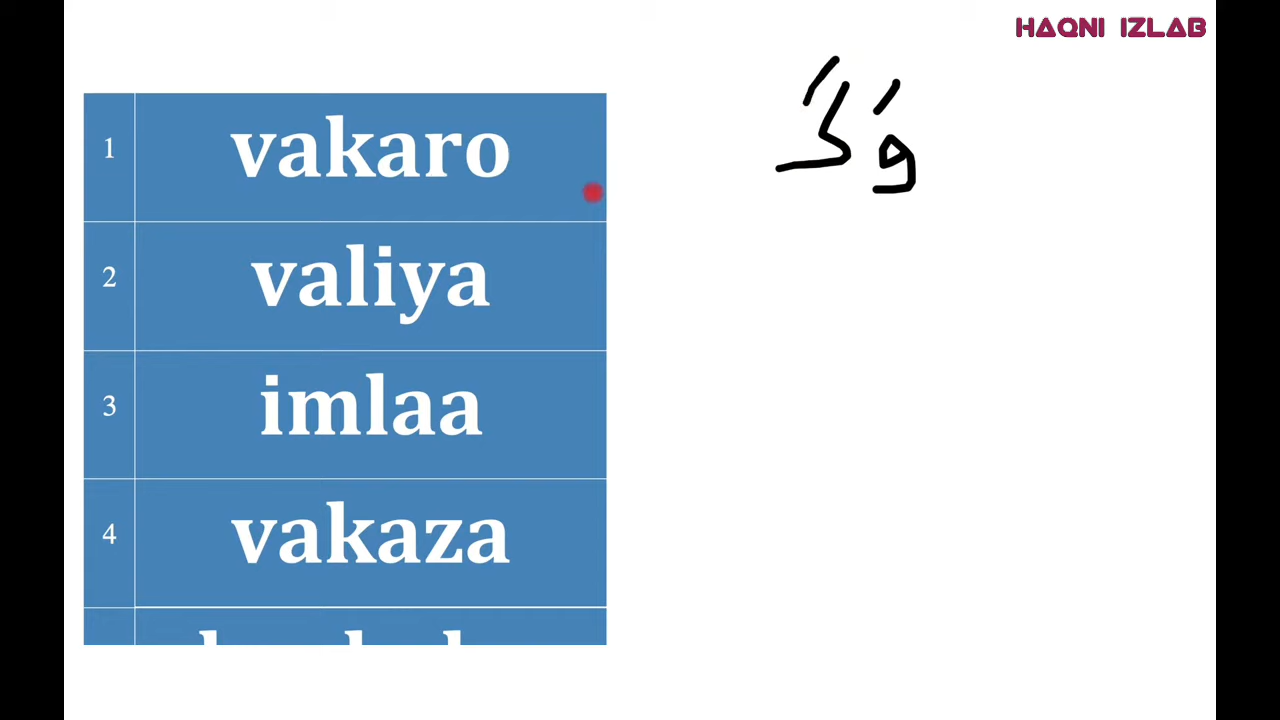 HAQNI IZLAB
1 vakaro
وَكَ
2 valiya
3 imlaa
4 vakaza